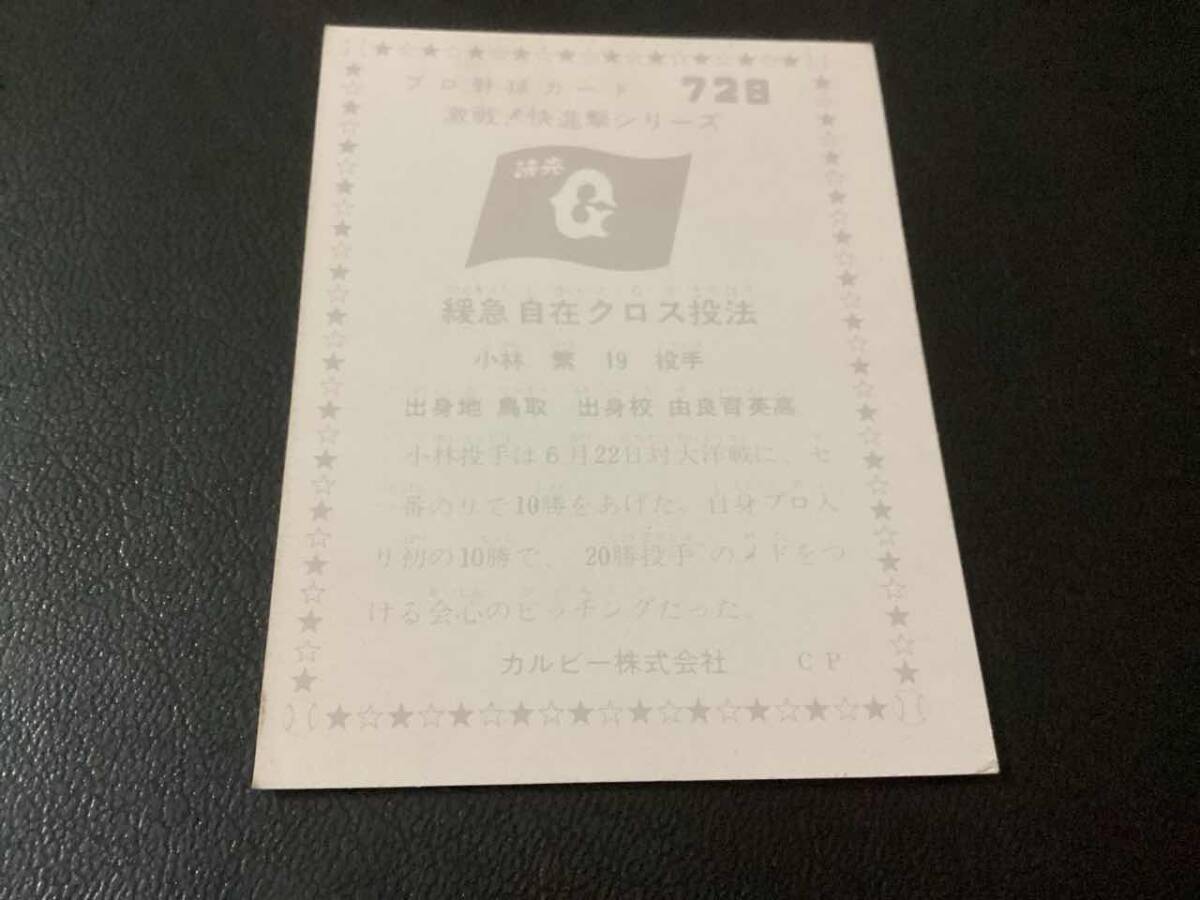 プロ野球カード 728
激戦！快進撃シリーズ
読売
G
緩急自在クロス投法
小林 繁 19 投手
出身地 鳥取 出身校 由良育英高
小林投手は6月22日対大洋戦に、セ
一番のりで10勝をあげた。自身プロ入
り初の10勝で、20勝投手のメドをつ
ける会心のピッチングだった。
カルビー株式会社 CP